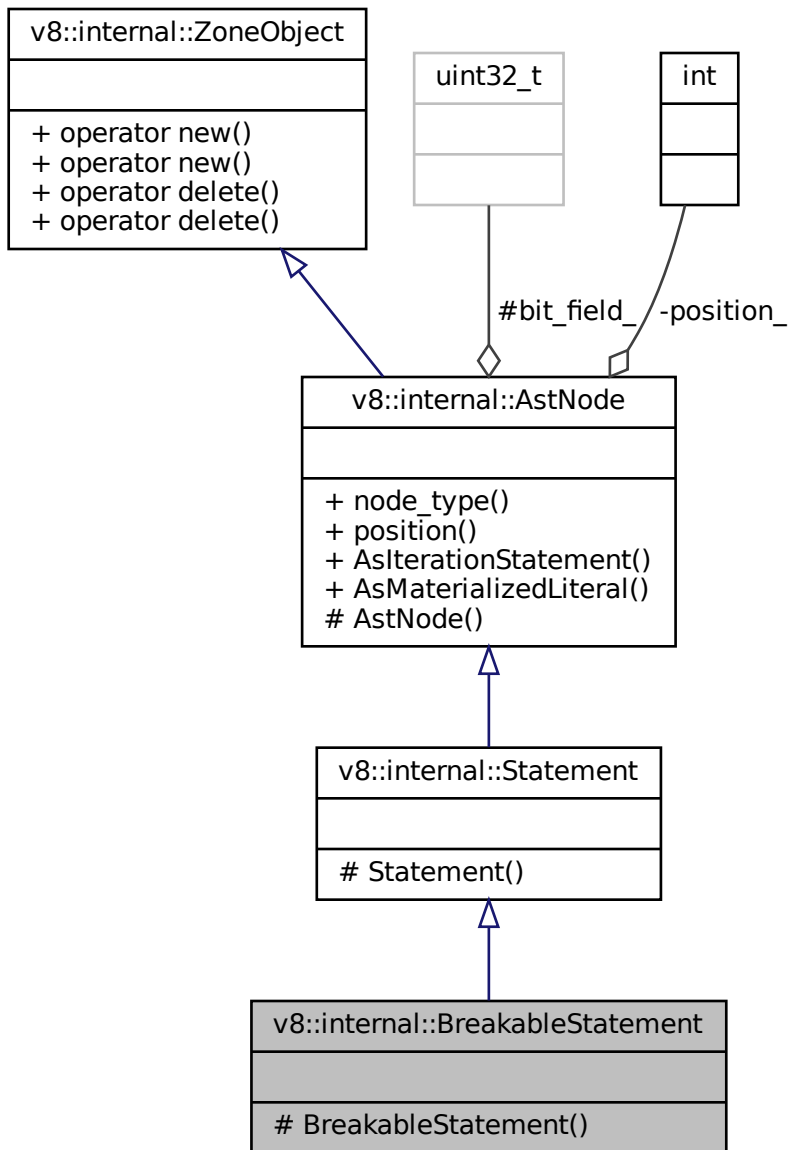 v8::internal::ZoneObject
+ operator new()
+ operator new()
+ operator delete()
+ operator delete()
uint32_t
int
#bit_field_
-position_
v8::internal::AstNode
+ node_type()
+ position()
+ AsIterationStatement()
+ AsMaterializedLiteral()
# AstNode()
v8::internal::Statement
# Statement()
v8::internal::BreakableStatement
# BreakableStatement()